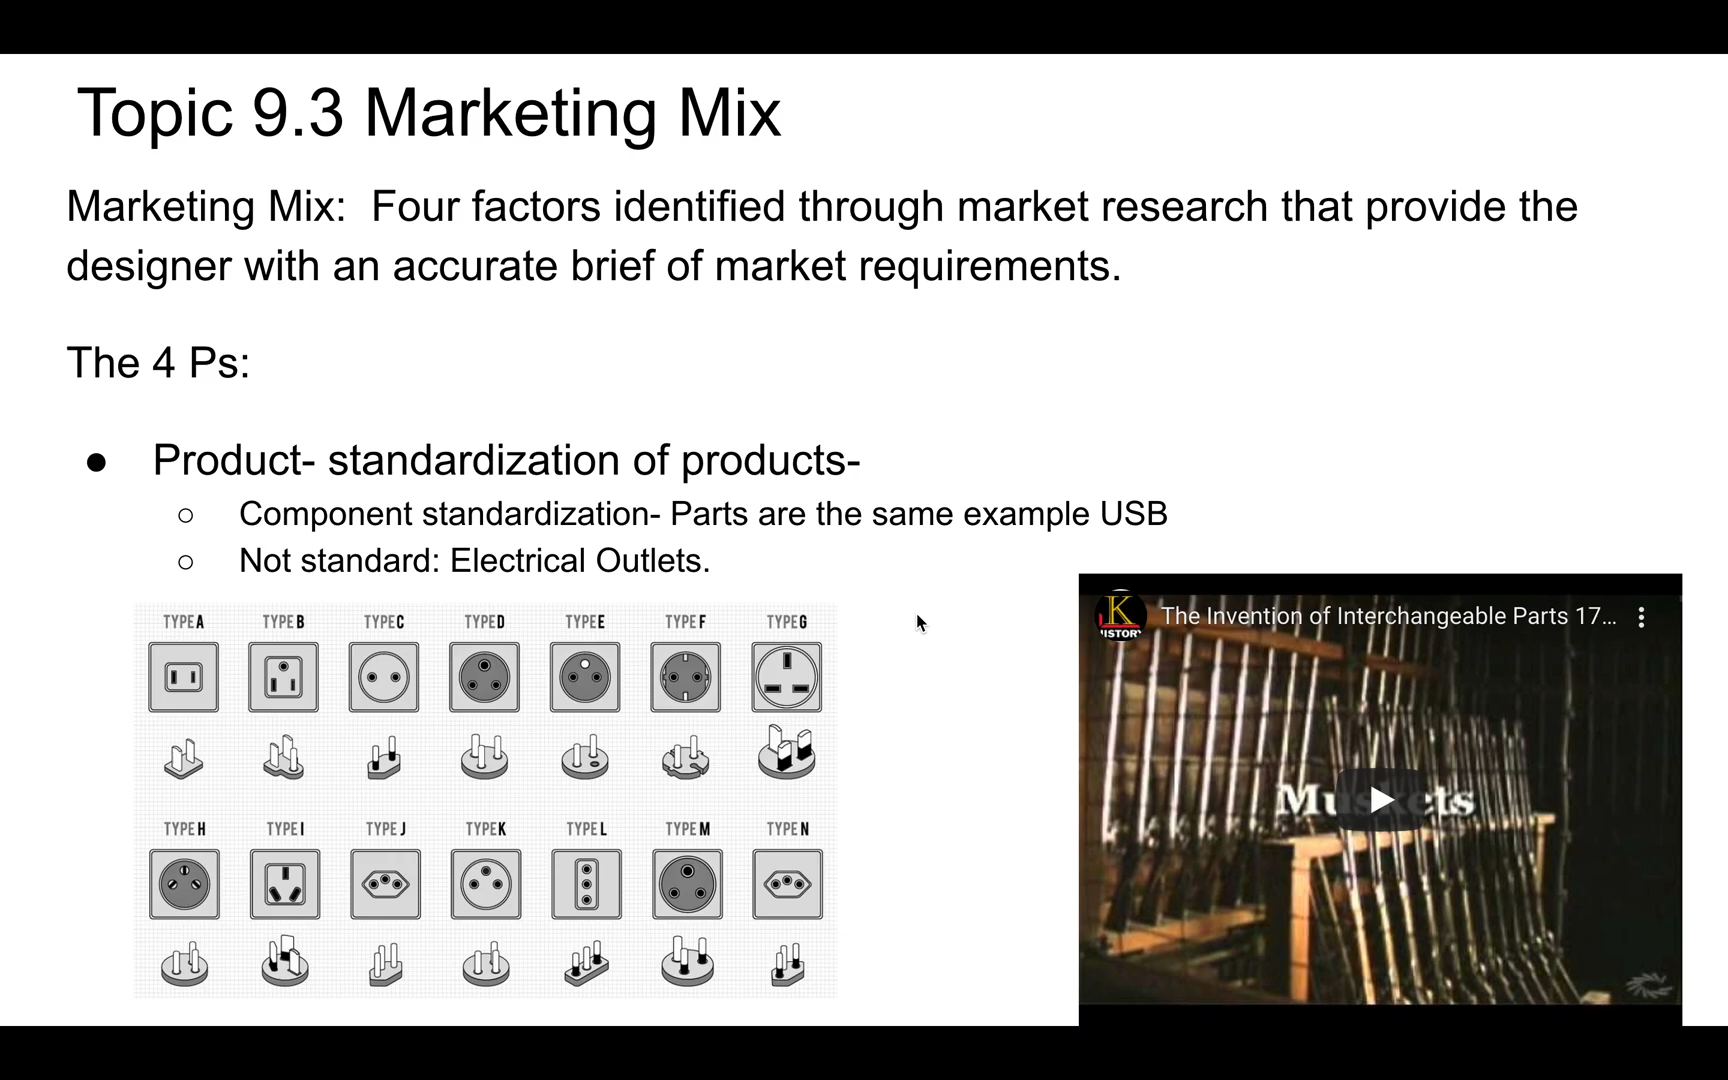 Topic 9.3 Marketing Mix
Marketing Mix:  Four factors identified through market research that provide the
designer with an accurate brief of market requirements.
The 4 Ps:
● Product- standardization of products-
○ Component standardization- Parts are the same example USB
○ Not standard: Electrical Outlets.
TYPE A TYPE B TYPE C TYPE D TYPE E TYPE F TYPE G
TYPE H TYPE I TYPE J TYPE K TYPE L TYPE M TYPE N
K
ISTORY
The Invention of Interchangeable Parts 17...
Muskets